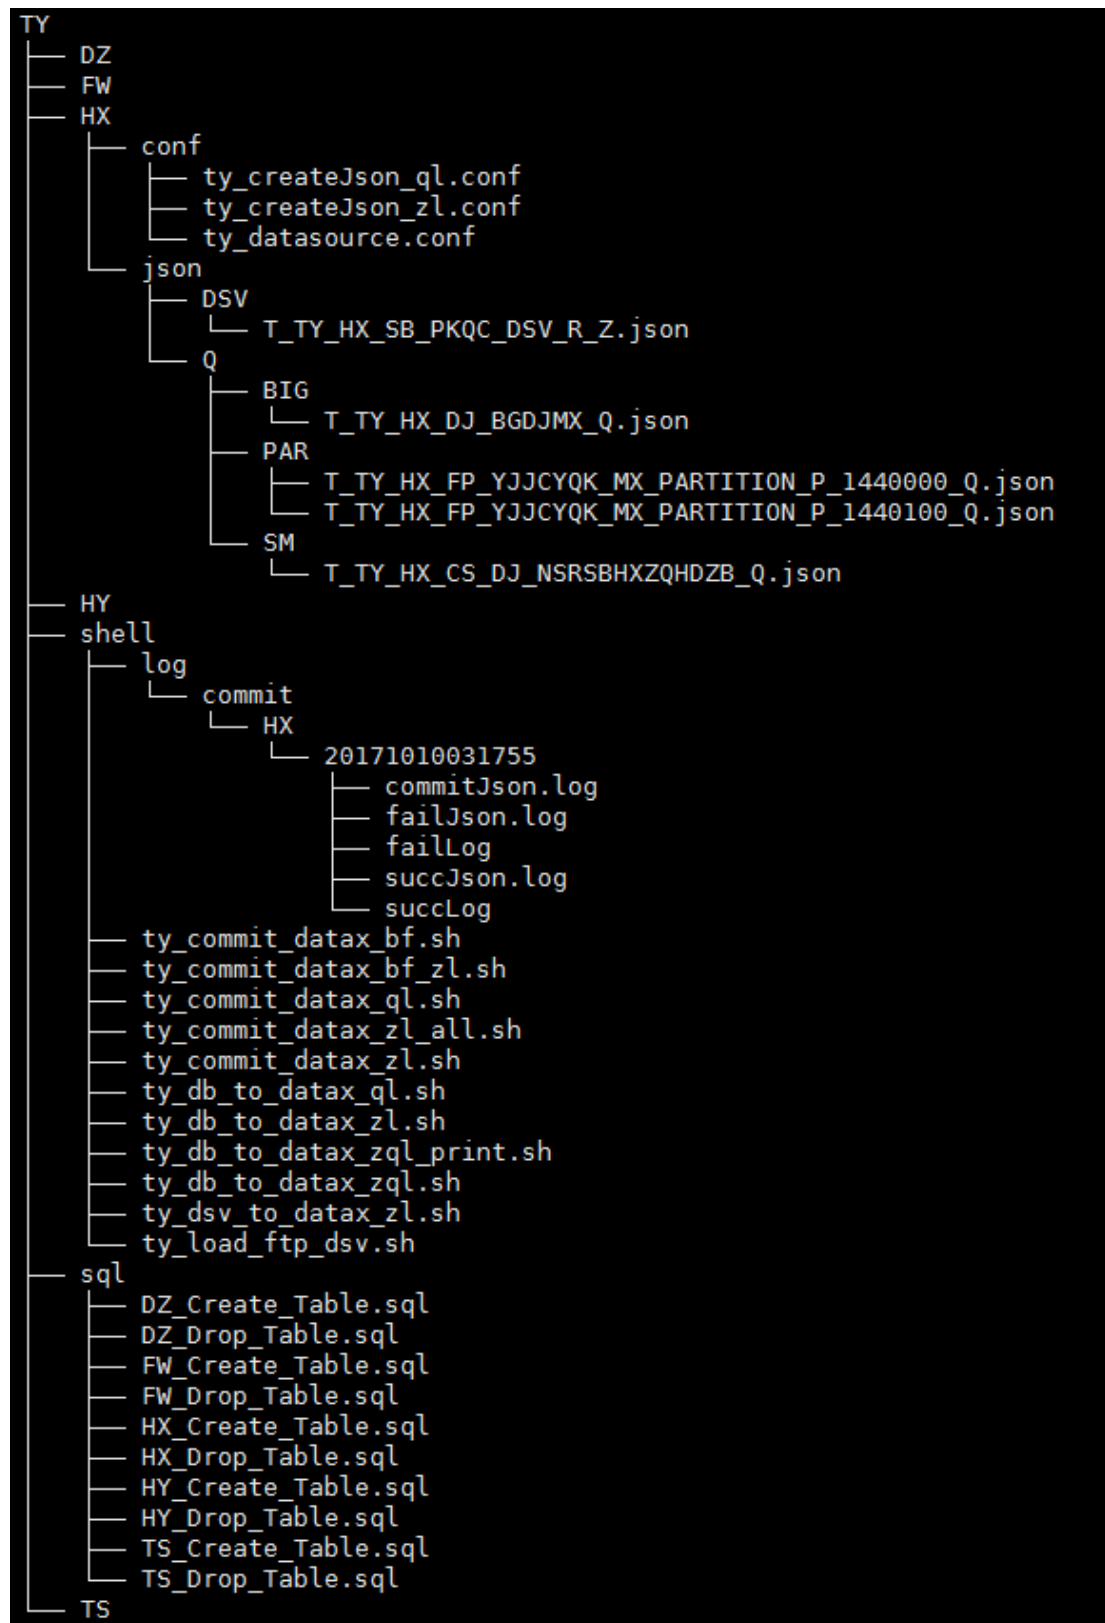 TY
├── DZ
├── FW
├── HX
│   ├── conf
│   │   ├── ty_createJson_ql.conf
│   │   ├── ty_createJson_zl.conf
│   │   └── ty_datasource.conf
│   └── json
│       ├── DSV
│       │   └── T_TY_HX_SB_PKQC_DSV_R_Z.json
│       └── Q
│           ├── BIG
│           │   └── T_TY_HX_DJ_BGDJMX_Q.json
│           ├── PAR
│           │   ├── T_TY_HX_FP_YJJCYQK_MX_PARTITION_P_1440000_Q.json
│           │   └── T_TY_HX_FP_YJJCYQK_MX_PARTITION_P_1440100_Q.json
│           └── SM
│               └── T_TY_HX_CS_DJ_NSRSBHXZQHDZB_Q.json
├── HY
├── shell
│   ├── log
│   │   └── commit
│   │       └── HX
│   │           └── 20171010031755
│   │               ├── commitJson.log
│   │               ├── failJson.log
│   │               ├── failLog
│   │               ├── succJson.log
│   │               └── succLog
│   ├── ty_commit_datax_bf.sh
│   ├── ty_commit_datax_bf_zl.sh
│   ├── ty_commit_datax_ql.sh
│   ├── ty_commit_datax_zl_all.sh
│   ├── ty_commit_datax_zl.sh
│   ├── ty_db_to_datax_ql.sh
│   ├── ty_db_to_datax_zl.sh
│   ├── ty_db_to_datax_zql_print.sh
│   ├── ty_db_to_datax_zql.sh
│   ├── ty_dsv_to_datax_zl.sh
│   └── ty_load_ftp_dsv.sh
├── sql
│   ├── DZ_Create_Table.sql
│   ├── DZ_Drop_Table.sql
│   ├── FW_Create_Table.sql
│   ├── FW_Drop_Table.sql
│   ├── HX_Create_Table.sql
│   ├── HX_Drop_Table.sql
│   ├── HY_Create_Table.sql
│   ├── HY_Drop_Table.sql
│   ├── TS_Create_Table.sql
│   └── TS_Drop_Table.sql
└── TS